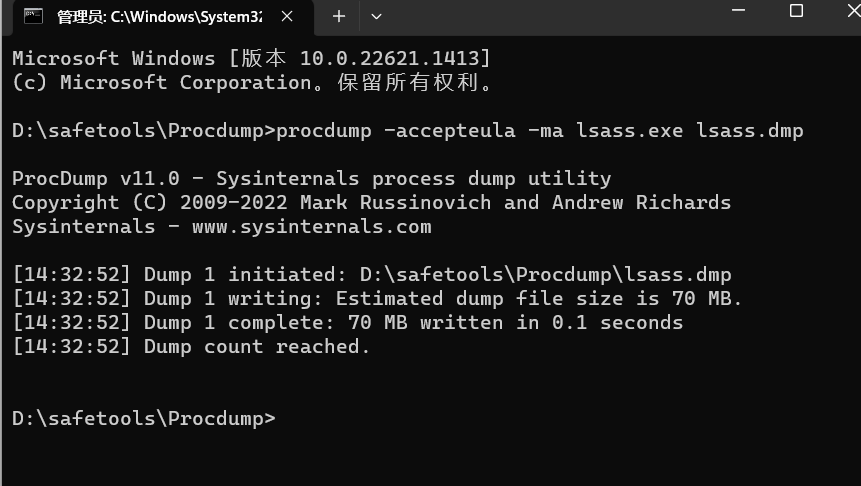 管理员: C:\Windows\System32
Microsoft Windows [版本 10.0.22621.1413]
(c) Microsoft Corporation。保留所有权利。
D:\safetools\Procdump>procdump -accepteula -ma lsass.exe lsass.dmp
ProcDump v11.0 - Sysinternals process dump utility
Copyright (C) 2009-2022 Mark Russinovich and Andrew Richards
Sysinternals - www.sysinternals.com
[14:32:52] Dump 1 initiated: D:\safetools\Procdump\lsass.dmp
[14:32:52] Dump 1 writing: Estimated dump file size is 70 MB.
[14:32:52] Dump 1 complete: 70 MB written in 0.1 seconds
[14:32:52] Dump count reached.
D:\safetools\Procdump>